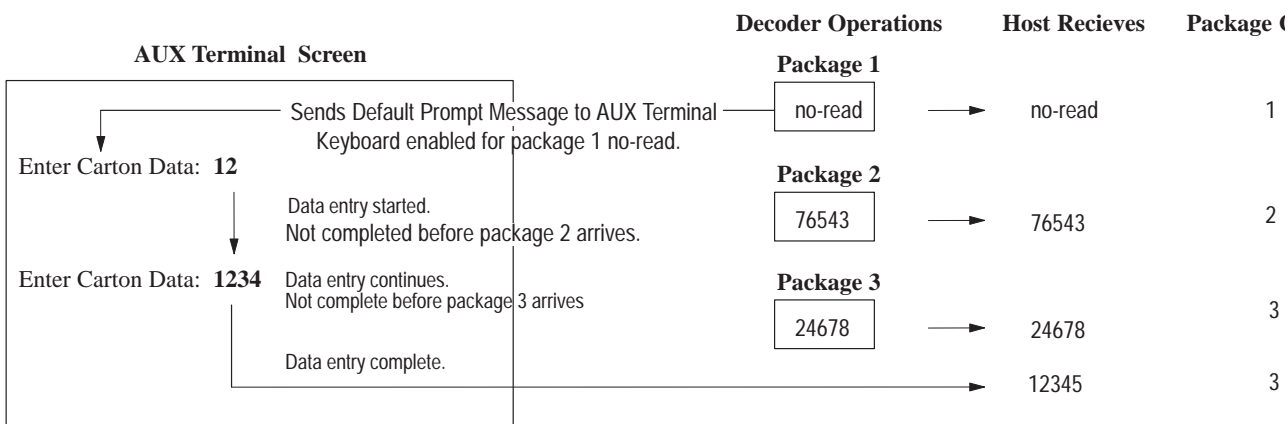 Decoder Operations Host Recieves Package
AUX Terminal Screen
Package 1
Sends Default Prompt Message to AUX Terminal no-read no-read 1
Keyboard enabled for package 1 no-read.
Enter Carton Data: 12
Package 2
Data entry started.
Not completed before package 2 arrives.
76543 76543 2
Enter Carton Data: 1234 Data entry continues.
Not complete before package 3 arrives
Package 3
24678 24678 3
Data entry complete.
12345 3